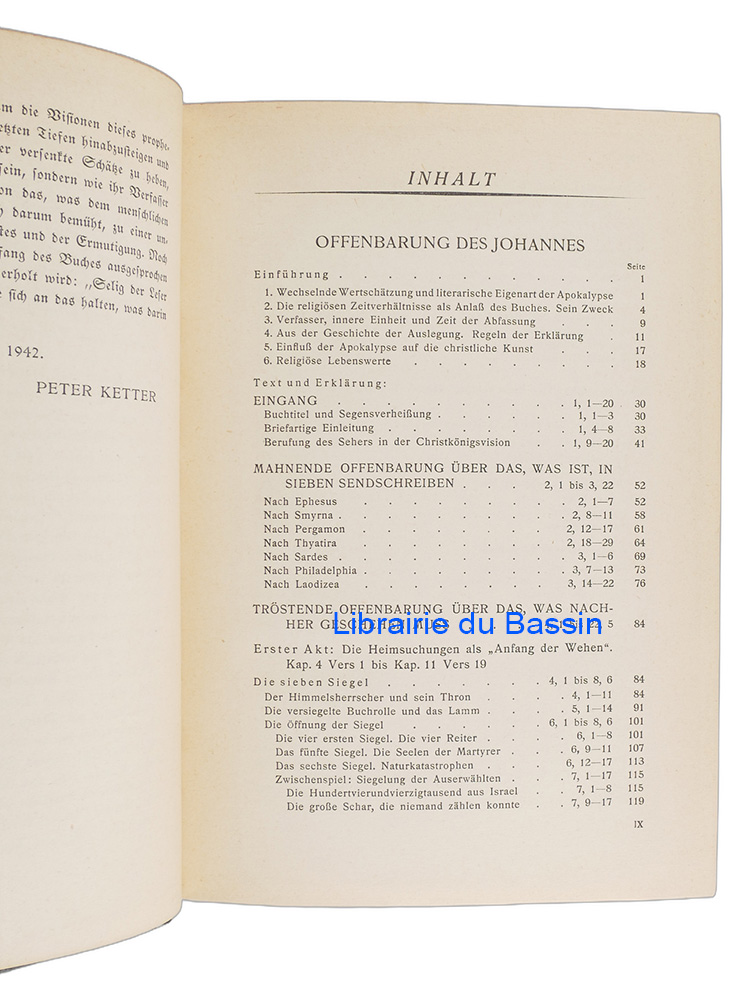 m die Visionen dieses prophe-
etzten Tiefen hinabzusteigen und
er versenkte Schätze zu heben,
sein, sondern wie ihr Verfasser
on das, was dem menschlichen
darum bemüht, zu einer un-
tes und der Ermutigung. Noch
fang des Buches ausgesprochen
erholt wird: „Selig der Leser
e sich an das halten, was darin
1942.
PETER KETTER
INHALT
OFFENBARUNG DES JOHANNES
Seite
Einführung . . . . . . . . . . . . 1
1. Wechselnde Wertschätzung und literarische Eigenart der Apokalypse 1
2. Die religiösen Zeitverhältnisse als Anlaß des Buches. Sein Zweck 4
3. Verfasser, innere Einheit und Zeit der Abfassung . . . 9
4. Aus der Geschichte der Auslegung. Regeln der Erklärung . 11
5. Einfluß der Apokalypse auf die christliche Kunst . . . 17
6. Religiöse Lebenswerte . . . . . . . . . 18
Text und Erklärung:
EINGANG . . . . . . . . . . 1, 1—20 30
Buchtitel und Segensverheißung . . . . . . 1, 1—3 30
Briefartige Einleitung . . . . . . . . 1, 4—8 33
Berufung des Sehers in der Christkönigsvision . . 1, 9—20 41
MAHNENDE OFFENBARUNG ÜBER DAS, WAS IST, IN
SIEBEN SENDSCHREIBEN . . . 2, 1 bis 3, 22 52
Nach Ephesus . . . . . . . . 2, 1—7 52
Nach Smyrna . . . . . . . . 2, 8—11 58
Nach Pergamon . . . . . . . 2, 12—17 61
Nach Thyatira . . . . . . . 2, 18—29 64
Nach Sardes . . . . . . . . 3, 1—6 69
Nach Philadelphia . . . . . . . 3, 7—13 73
Nach Laodizea . . . . . . . 3, 14—22 76
TRÖSTENDE OFFENBARUNG ÜBER DAS, WAS NACH-
HER GESCHEHEN MUSS 5 84
Librairie du Bassin
Erster Akt: Die Heimsuchungen als „Anfang der Wehen“.
Kap. 4 Vers 1 bis Kap. 11 Vers 19
Die sieben Siegel . . . . . . . 4, 1 bis 8, 6 84
Der Himmelsherrscher und sein Thron . . . . 4, 1—11 84
Die versiegelte Buchrolle und das Lamm . . . . 5, 1—14 91
Die Öffnung der Siegel . . . . . 6, 1 bis 8, 6 101
Die vier ersten Siegel. Die vier Reiter . . . 6, 1—8 101
Das fünfte Siegel. Die Seelen der Martyrer . . . 6, 9—11 107
Das sechste Siegel. Naturkatastrophen . . . 6, 12—17 113
Zwischenspiel: Siegelung der Auserwählten . . . 7, 1—17 115
Die Hundertvierundvierzigtausend aus Israel . . 7, 1—8 115
Die große Schar, die niemand zählen konnte . . 7, 9—17 119
IX